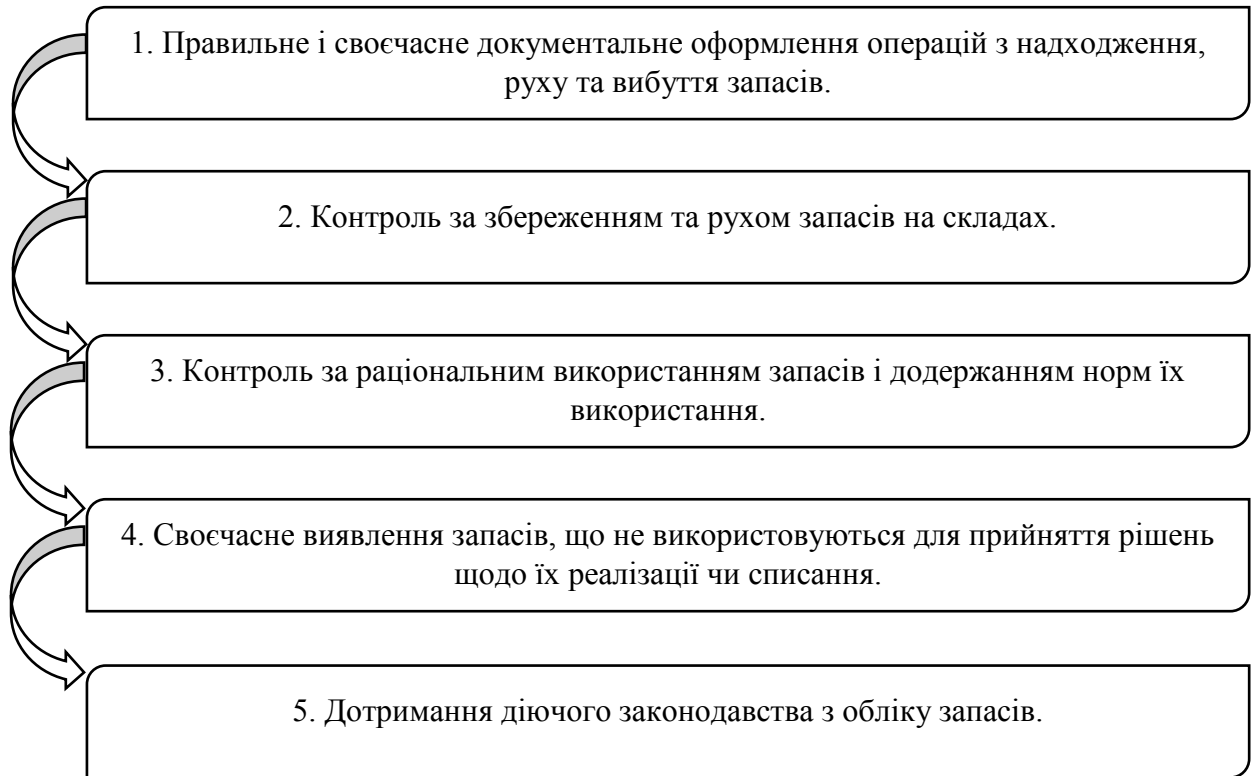 1. Правильне і своєчасне документальне оформлення операцій з надходження,
руху та вибуття запасів.
2. Контроль за збереженням та рухом запасів на складах.
3. Контроль за раціональним використанням запасів і додержанням норм їх
використання.
4. Своєчасне виявлення запасів, що не використовуються для прийняття рішень
щодо їх реалізації чи списання.
5. Дотримання діючого законодавства з обліку запасів.